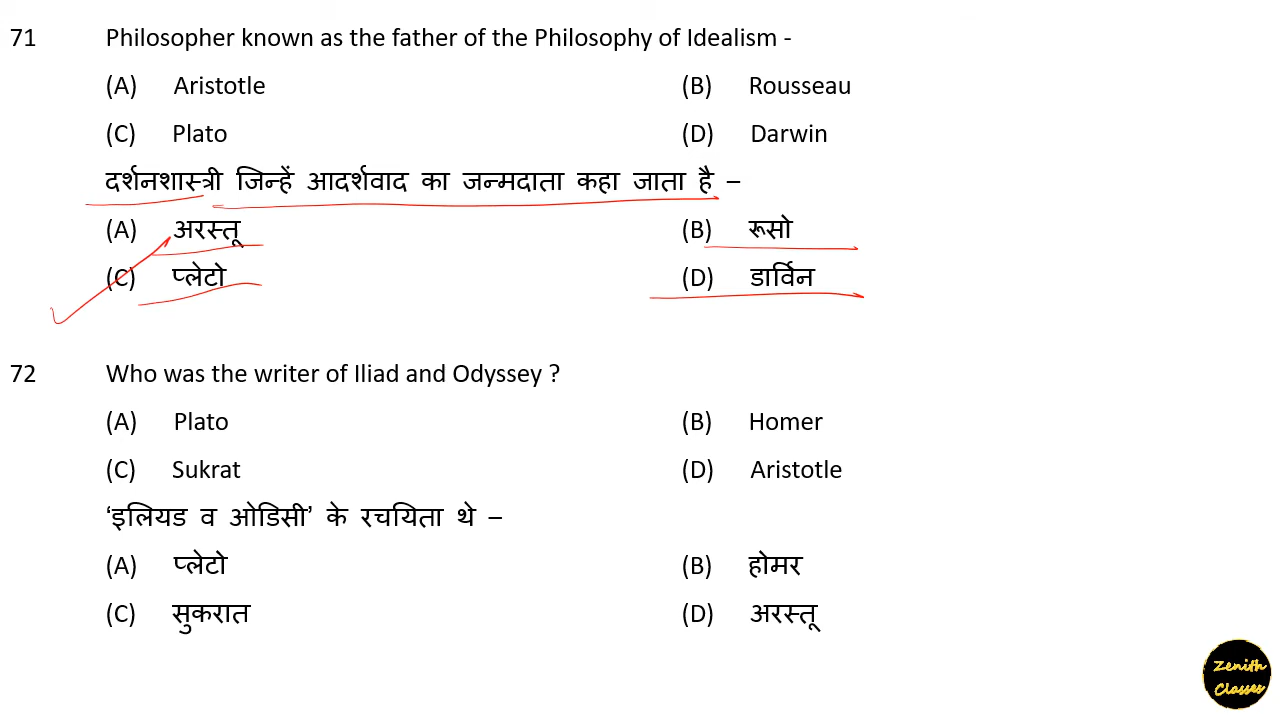 71 Philosopher known as the father of the Philosophy of Idealism -
(A) Aristotle (B) Rousseau
(C) Plato (D) Darwin
दर्शनशास्त्री जिन्हें आदर्शवाद का जन्मदाता कहा जाता है –
(A) अरस्तू (B) रूसो
(C) प्लेटो (D) डार्विन
72 Who was the writer of Iliad and Odyssey ?
(A) Plato (B) Homer
(C) Sukrat (D) Aristotle
‘इलियड व ओडिसी’ के रचयिता थे –
(A) प्लेटो (B) होमर
(C) सुकरात (D) अरस्तू
Zenith
Classes